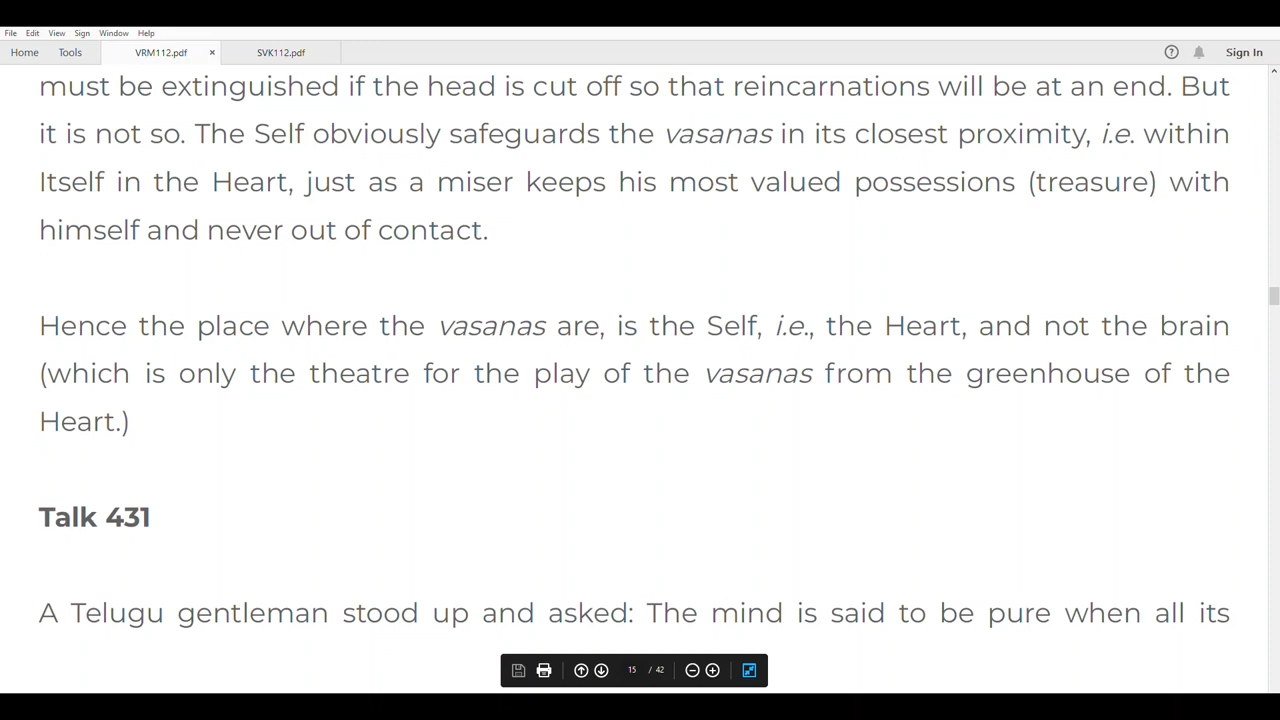 File Edit View Sign Window Help
Home Tools VRM112.pdf × SVK112.pdf Sign In
must be extinguished if the head is cut off so that reincarnations will be at an end. But
it is not so. The Self obviously safeguards the vasanas in its closest proximity, i.e. within
Itself in the Heart, just as a miser keeps his most valued possessions (treasure) with
himself and never out of contact.
Hence the place where the vasanas are, is the Self, i.e., the Heart, and not the brain
(which is only the theatre for the play of the vasanas from the greenhouse of the
Heart.)
Talk 431
A Telugu gentleman stood up and asked: The mind is said to be pure when all its
15 / 42